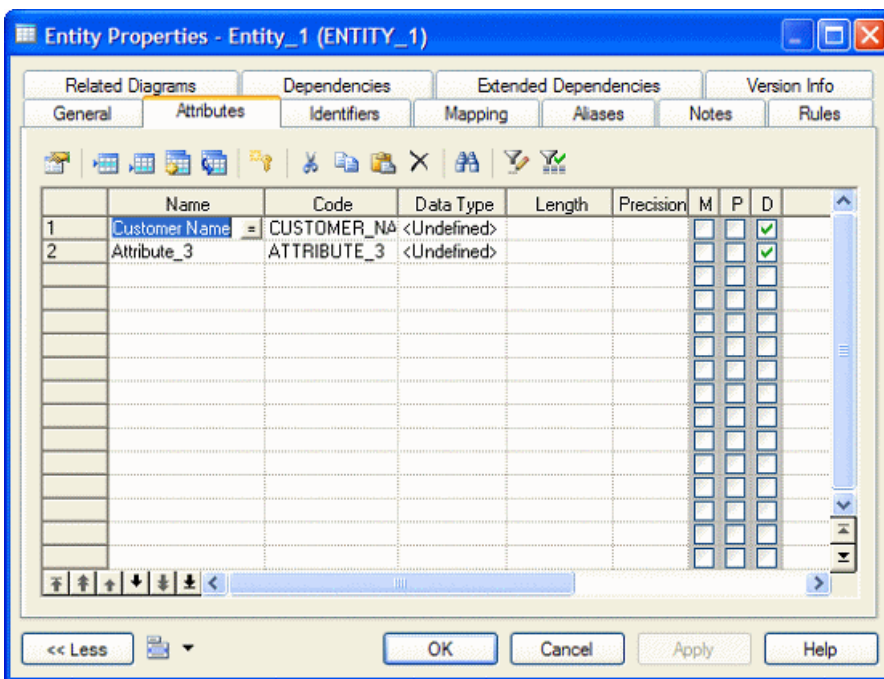 Entity Properties - Entity_1 (ENTITY_1)
Related Diagrams Dependencies Extended Dependencies Version Info
General Attributes Identifiers Mapping Aliases Notes Rules
Name Code Data Type Length Precision M P D
1 Customer Name = CUSTOMER_NA <Undefined>
2 Attribute_3 ATTRIBUTE_3 <Undefined>
<< Less OK Cancel Apply Help